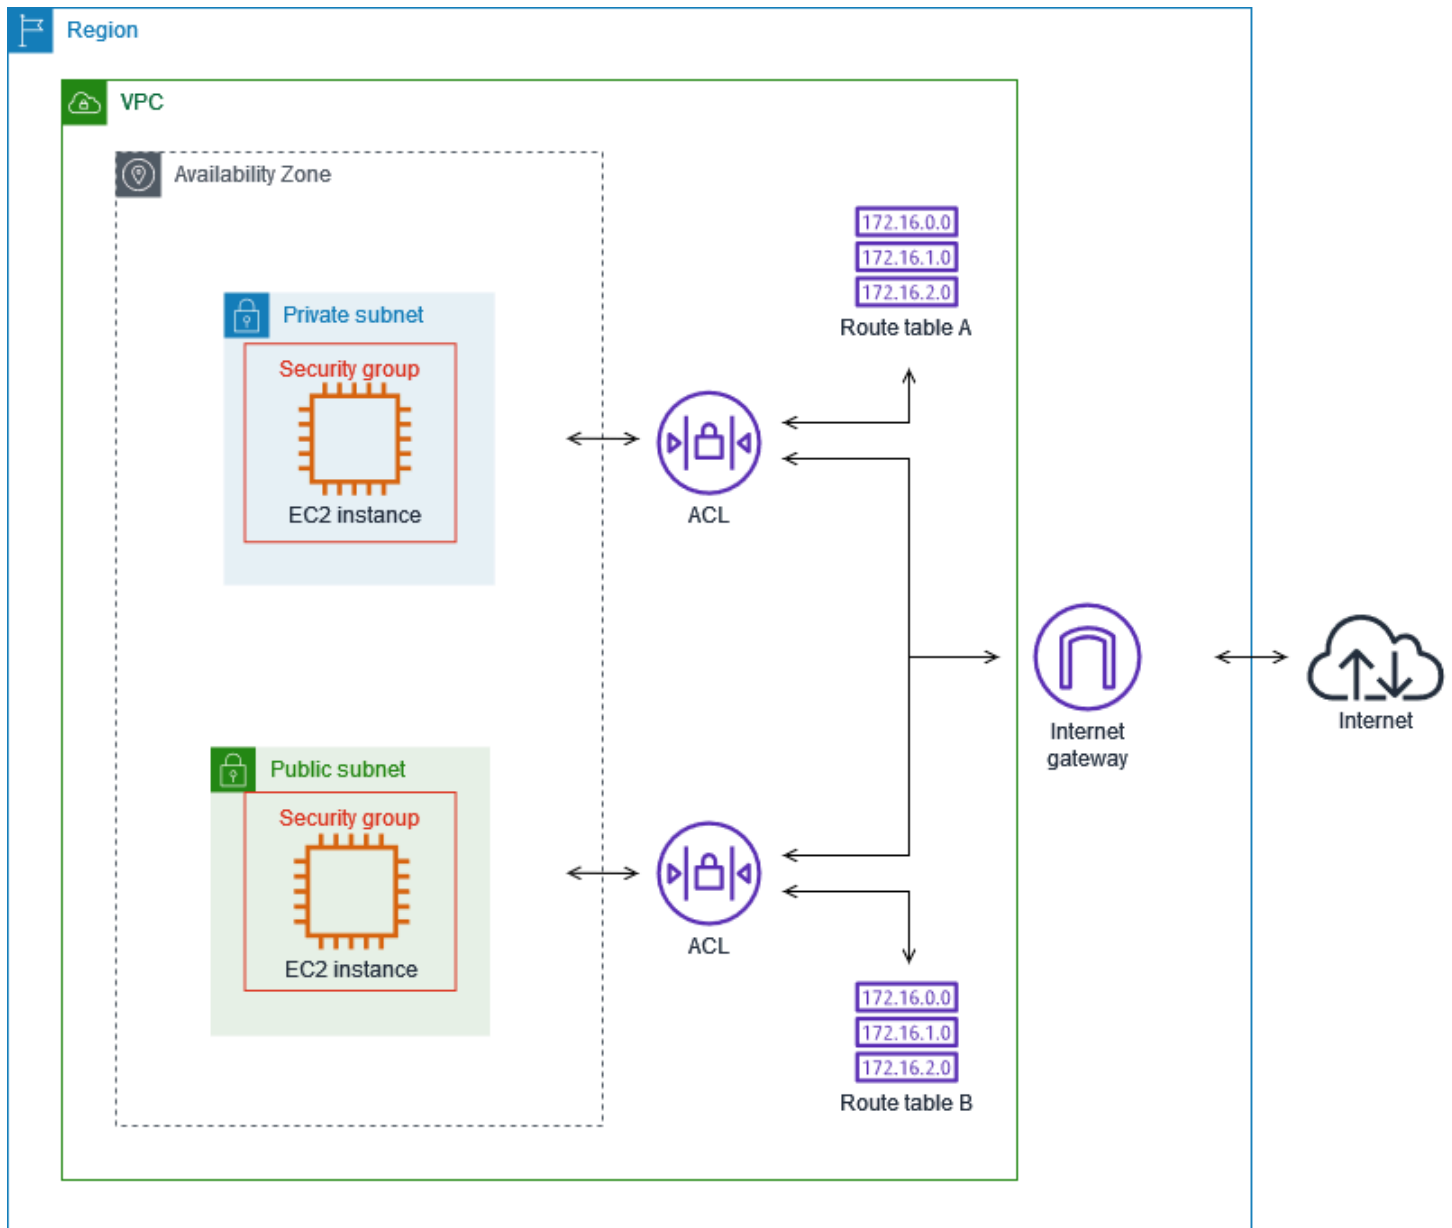 Region
VPC
Availability Zone
172.16.0.0
172.16.1.0
172.16.2.0
Route table A
Private subnet
Security group
EC2 instance
ACL
Internet
gateway
Internet
Public subnet
Security group
EC2 instance
ACL
172.16.0.0
172.16.1.0
172.16.2.0
Route table B